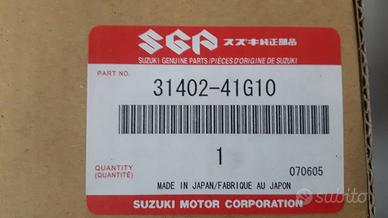 SGP スズキ純正部品
SUZUKI GENUINE PARTS/PIÈCES D'ORIGINE DE SUZUKI
PART NO.
31402-41G10
1
QUANTITY
(QUANTITÉ)
070605
MADE IN JAPAN/FABRIQUE AU JAPON
SUZUKI MOTOR CORPORATION
subito